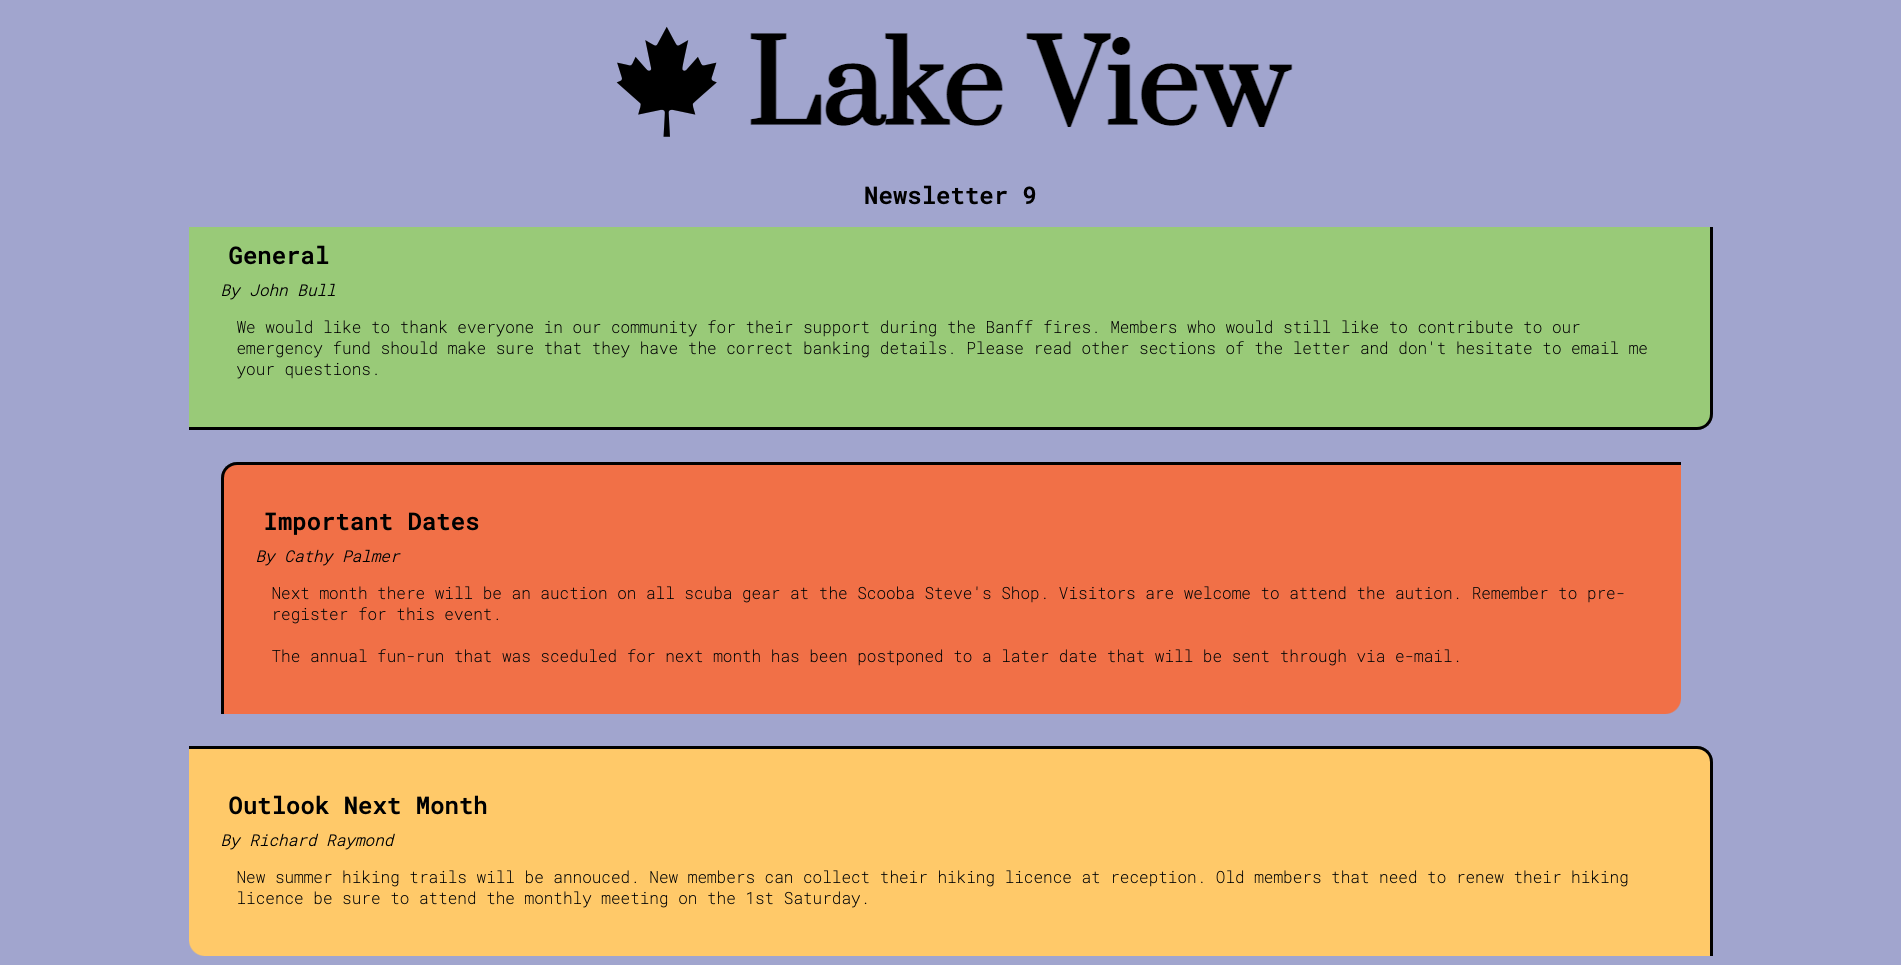 Lake View
Newsletter 9
General
By John Bull
We would like to thank everyone in our community for their support during the Banff fires. Members who would still like to contribute to our
emergency fund should make sure that they have the correct banking details. Please read other sections of the letter and don't hesitate to email me
your questions.
Important Dates
By Cathy Palmer
Next month there will be an auction on all scuba gear at the Scooba Steve's Shop. Visitors are welcome to attend the aution. Remember to pre-
register for this event.
The annual fun-run that was sceduled for next month has been postponed to a later date that will be sent through via e-mail.
Outlook Next Month
By Richard Raymond
New summer hiking trails will be annouced. New members can collect their hiking licence at reception. Old members that need to renew their hiking
licence be sure to attend the monthly meeting on the 1st Saturday.